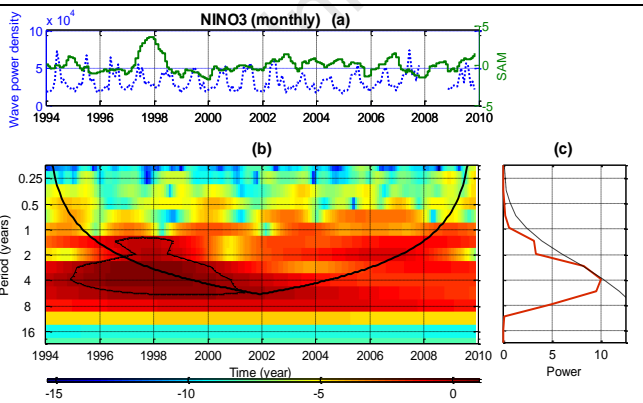 NINO3 (monthly) (a)
x 10^4
10
5
0
Wave power density
5
0
-5
SAM
1994 1996 1998 2000 2002 2004 2006 2008 2010
(b)
0.25
0.5
1
2
4
8
16
Period (years)
1994 1996 1998 2000 2002 2004 2006 2008 2010
Time (year)
-15 -10 -5 0
(c)
0 5 10
Power